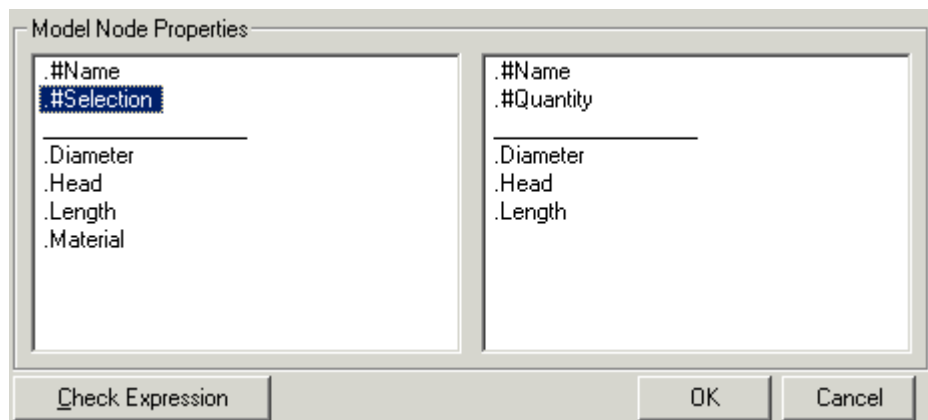 Model Node Properties
.#Name
.#Selection
.Diameter
.Head
.Length
.Material
.#Name
.#Quantity
.Diameter
.Head
.Length
Check Expression
OK
Cancel